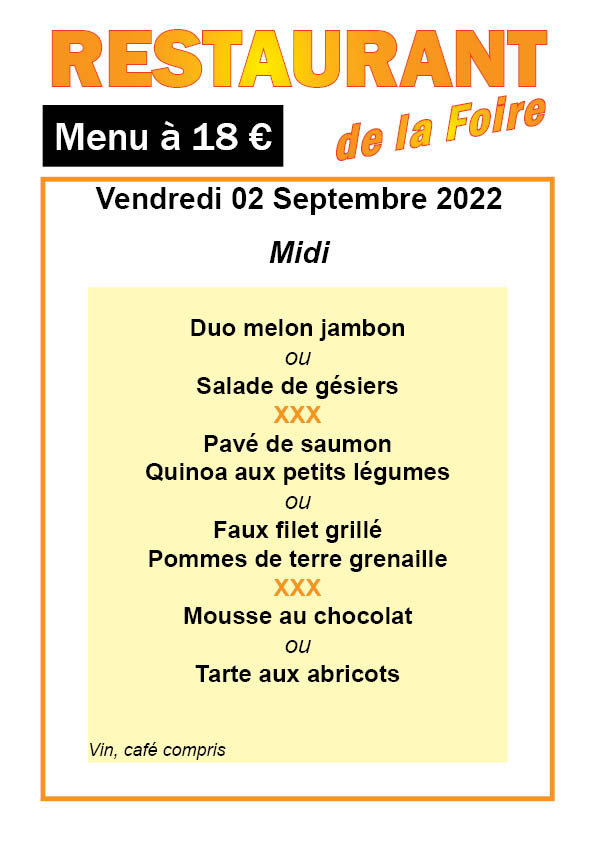 RESTAURANT
de la Foire
Menu à 18 €
Vendredi 02 Septembre 2022
Midi
Duo melon jambon
ou
Salade de gésiers
XXX
Pavé de saumon
Quinoa aux petits légumes
ou
Faux filet grillé
Pommes de terre grenaille
XXX
Mousse au chocolat
ou
Tarte aux abricots
Vin, café compris